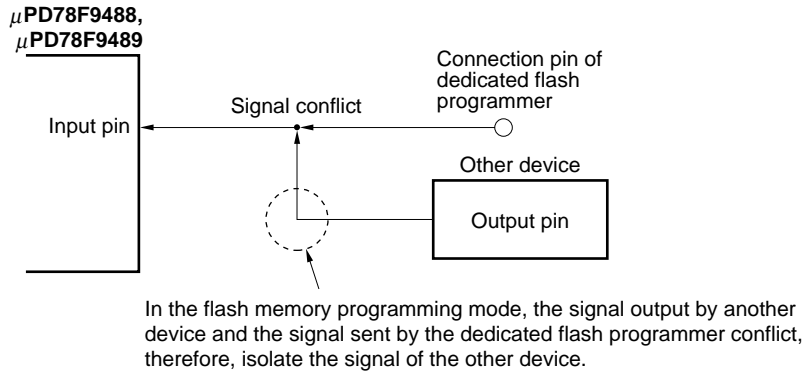 μPD78F9488,
μPD78F9489
Connection pin of
dedicated flash
programmer
Signal conflict
Input pin
Other device
Output pin
In the flash memory programming mode, the signal output by another
device and the signal sent by the dedicated flash programmer conflict,
therefore, isolate the signal of the other device.